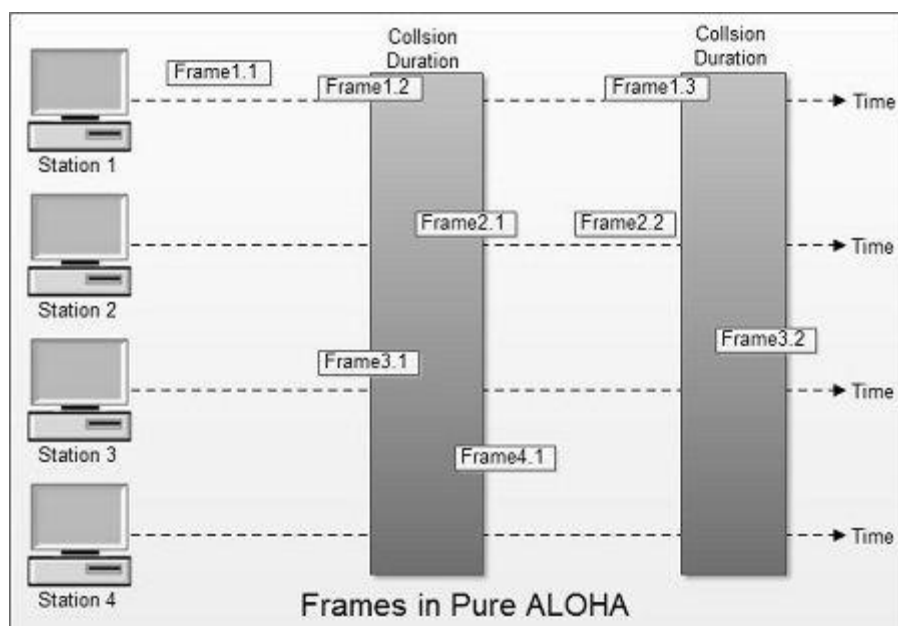 Collsion
Duration
Collsion
Duration
Frame1.1
Frame1.2
Frame1.3
Time
Station 1
Frame2.1
Frame2.2
Time
Station 2
Frame3.2
Frame3.1
Time
Station 3
Frame4.1
Time
Station 4
Frames in Pure ALOHA